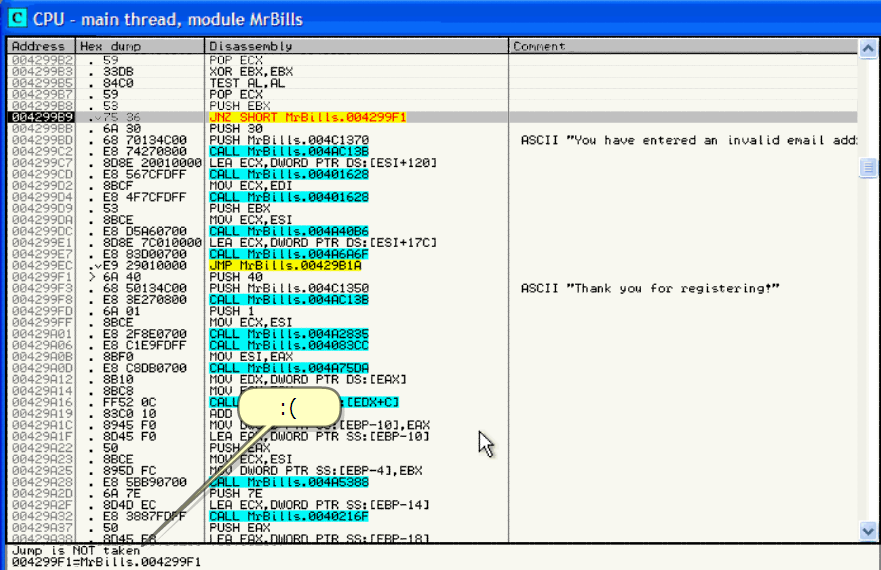 C CPU - main thread, module MrBills
Address Hex dump Disassembly Comment
004299B2 . 59 POP ECX
004299B3 . 33DB XOR EBX,EBX
004299B5 . 84C0 TEST AL,AL
004299B7 . 59 POP ECX
004299B8 . 53 PUSH EBX
004299B9 .v75 36 JNZ SHORT MrBills.004299F1
004299BB . 6A 30 PUSH 30
004299BD . 68 70134C00 PUSH MrBills.004C1370 ASCII "You have entered an invalid email add
004299C2 . E8 74270800 CALL MrBills.004AC13B
004299C7 . 8D8E 20010000 LEA ECX,DWORD PTR DS:[ESI+120]
004299CD . E8 567CFDFF CALL MrBills.00401628
004299D2 . 8BCF MOV ECX,EDI
004299D4 . E8 4F7CFDFF CALL MrBills.00401628
004299D9 . 53 PUSH EBX
004299DA . 8BCE MOV ECX,ESI
004299DC . E8 D5A60700 CALL MrBills.004A40B6
004299E1 . 8D8E 7C010000 LEA ECX,DWORD PTR DS:[ESI+17C]
004299E7 . E8 83D00700 CALL MrBills.004A6A6F
004299EC .vE9 29010000 JMP MrBills.00429B1A
004299F1 > 6A 40 PUSH 40
004299F3 . 68 50134C00 PUSH MrBills.004C1350 ASCII "Thank you for registering!"
004299F8 . E8 3E270800 CALL MrBills.004AC13B
004299FD . 6A 01 PUSH 1
004299FF . 8BCE MOV ECX,ESI
00429A01 . E8 2F8E0700 CALL MrBills.004A2835
00429A06 . E8 C1E9FDFF CALL MrBills.004083CC
00429A0B . 8BF0 MOV ESI,EAX
00429A0D . E8 C8DB0700 CALL MrBills.004A75DA
00429A12 . 8B10 MOV EDX,DWORD PTR DS:[EAX]
00429A14 . 8BC8 MOV
00429A16 . FF52 0C CALL :[EDX+C]
00429A19 . 83C0 10 ADD
:(
00429A1C . 8945 F0 MOV [EBP-10],EAX
00429A1F . 8D45 F0 LEA EAX,DWORD PTR SS:[EBP-10]
00429A22 . 50 PUSH EAX
00429A23 . 8BCE MOV ECX,ESI
00429A25 . 895D FC MOV DWORD PTR SS:[EBP-4],EBX
00429A28 . E8 5BB90700 CALL MrBills.004A5388
00429A2D . 6A 7E PUSH 7E
00429A2F . 8D4D EC LEA ECX,DWORD PTR SS:[EBP-14]
00429A32 . E8 3887FDFF CALL MrBills.0040216F
00429A37 . 50 PUSH EAX
00429A38 . 8D45 E8 LEA EAX,DWORD PTR SS:[EBP-18]
Jump is NOT taken
004299F1=MrBills.004299F1